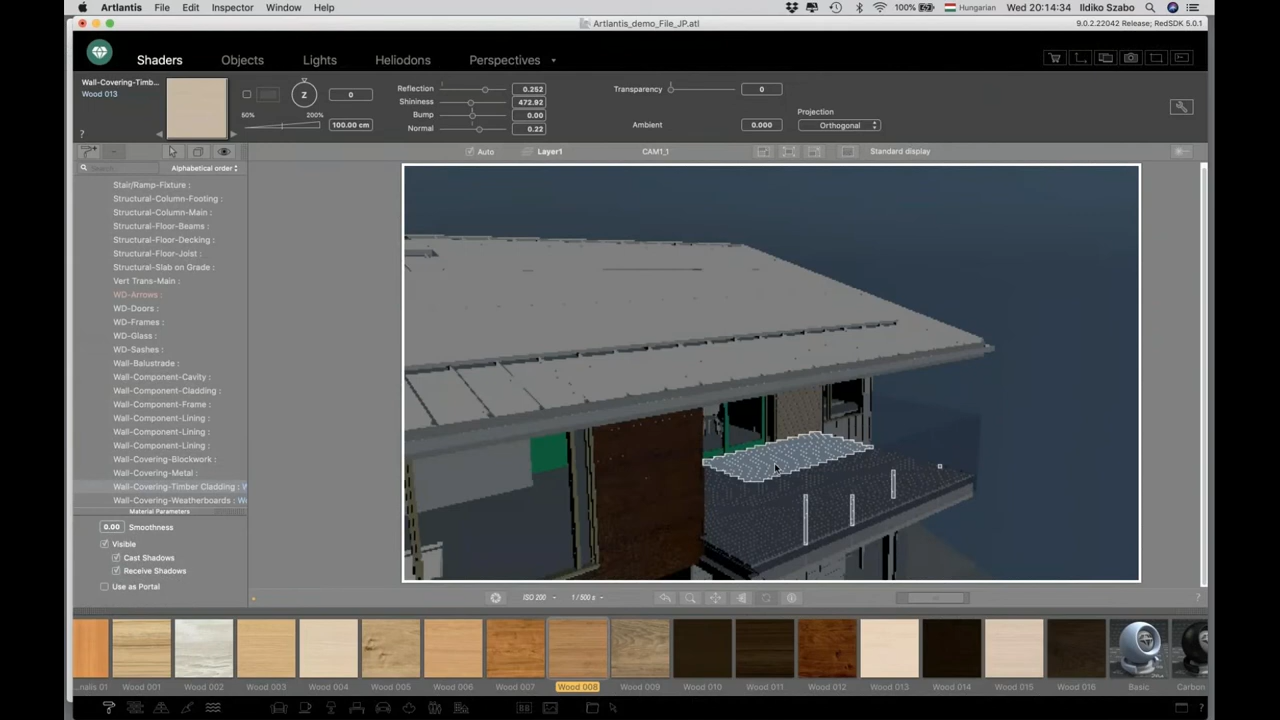 Artlantis File Edit Inspector Window Help 100% Hungarian Wed 20:14:34 Ildiko Szabo
Artlantis_demo_File_JP.atl
9.0.2.22042 Release; RedSDK 5.0.1
Shaders Objects Lights Heliodons Perspectives
Wall-Covering-Timb...
Wood 013
Z
0
50% 200%
100.00 cm
?
Reflection 0.252
Shininess 472.92
Bump 0.00
Normal 0.22
Transparency 0
Ambient 0.000
Projection
Orthogonal
Auto Layer1 CAM1_1 Standard display
Search... Alphabetical order
Stair/Ramp-Fixture :
Structural-Column-Footing :
Structural-Column-Main :
Structural-Floor-Beams :
Structural-Floor-Decking :
Structural-Floor-Joist :
Structural-Slab on Grade :
Vert Trans-Main :
WD-Arrows :
WD-Doors :
WD-Frames :
WD-Glass :
WD-Sashes :
Wall-Balustrade :
Wall-Component-Cavity :
Wall-Component-Cladding :
Wall-Component-Frame :
Wall-Component-Lining :
Wall-Component-Lining :
Wall-Component-Lining :
Wall-Covering-Blockwork :
Wall-Covering-Metal :
Wall-Covering-Timber Cladding : W
Wall-Covering-Weatherboards : We
Material Parameters
0.00 Smoothness
Visible
Cast Shadows
Receive Shadows
Use as Portal
ISO 200 1 / 500 s ?
...nails 01 Wood 001 Wood 002 Wood 003 Wood 004 Wood 005 Wood 006 Wood 007 Wood 008 Wood 009 Wood 010 Wood 011 Wood 012 Wood 013 Wood 014 Wood 015 Wood 016 Basic Carbon
?